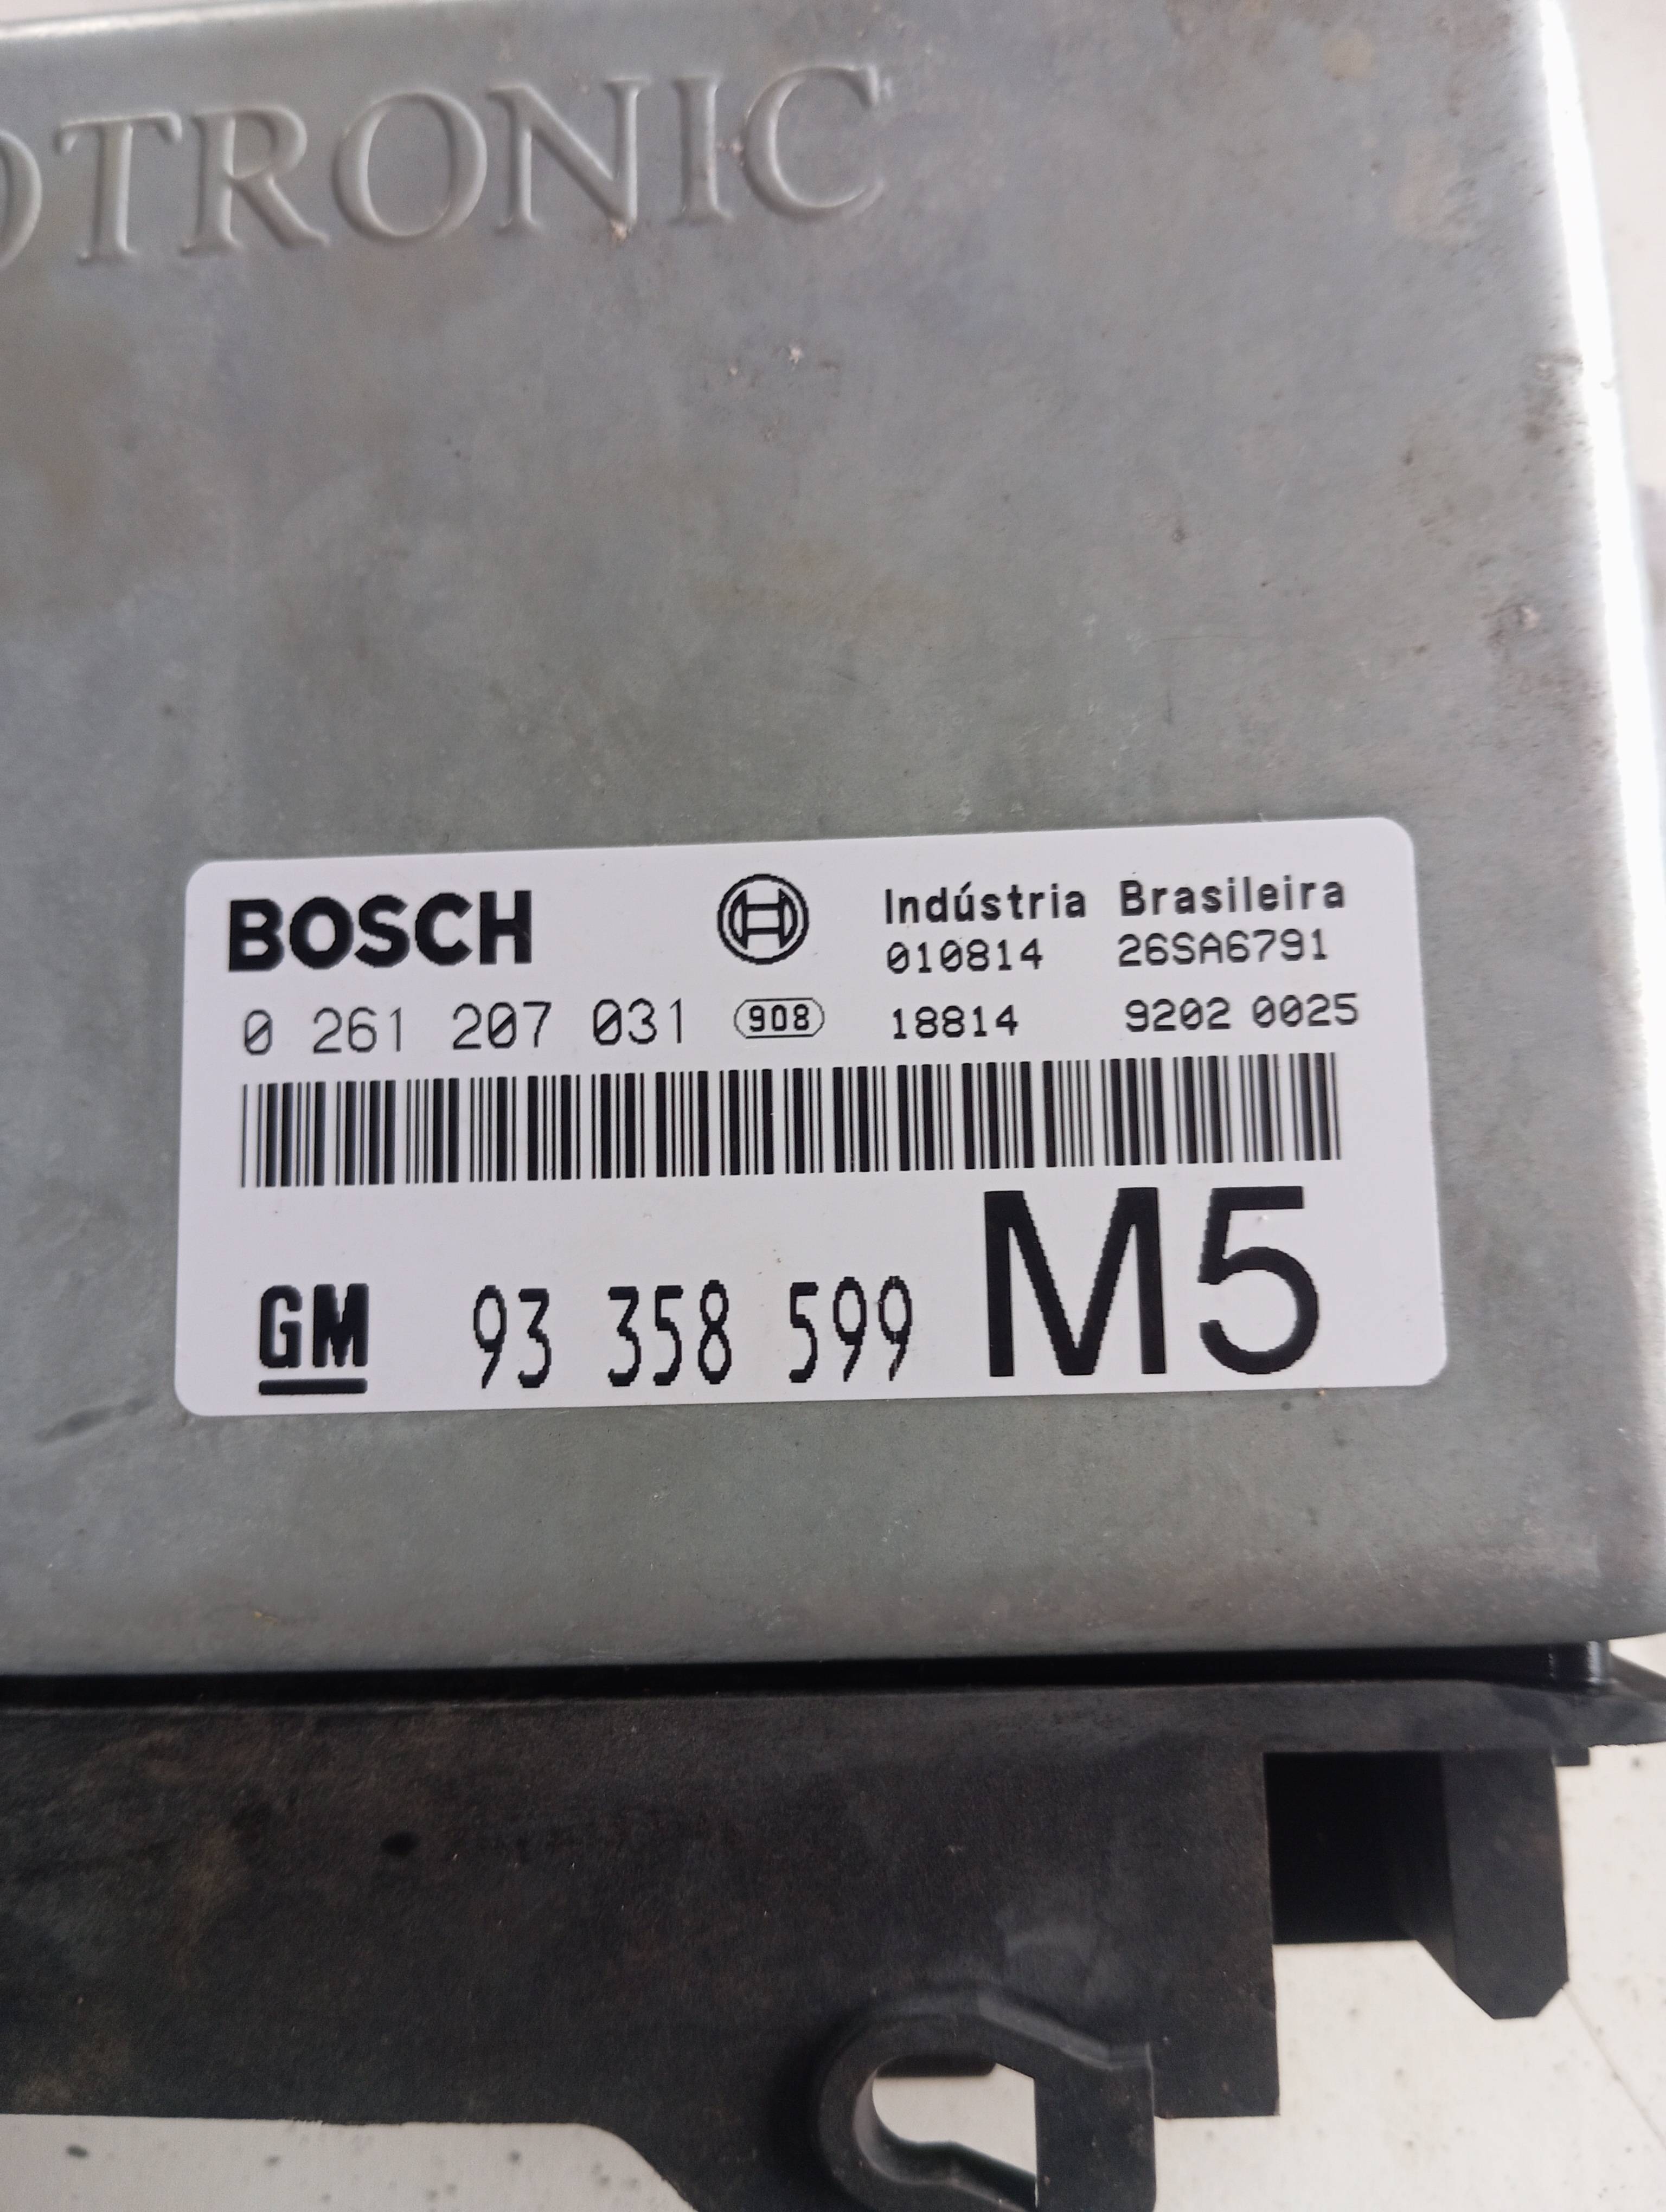 OTRONIC
BOSCH
Indústria Brasileira
010814 26SA6791
0 261 207 031 908 18814 9202 0025
GM 93 358 599 M5